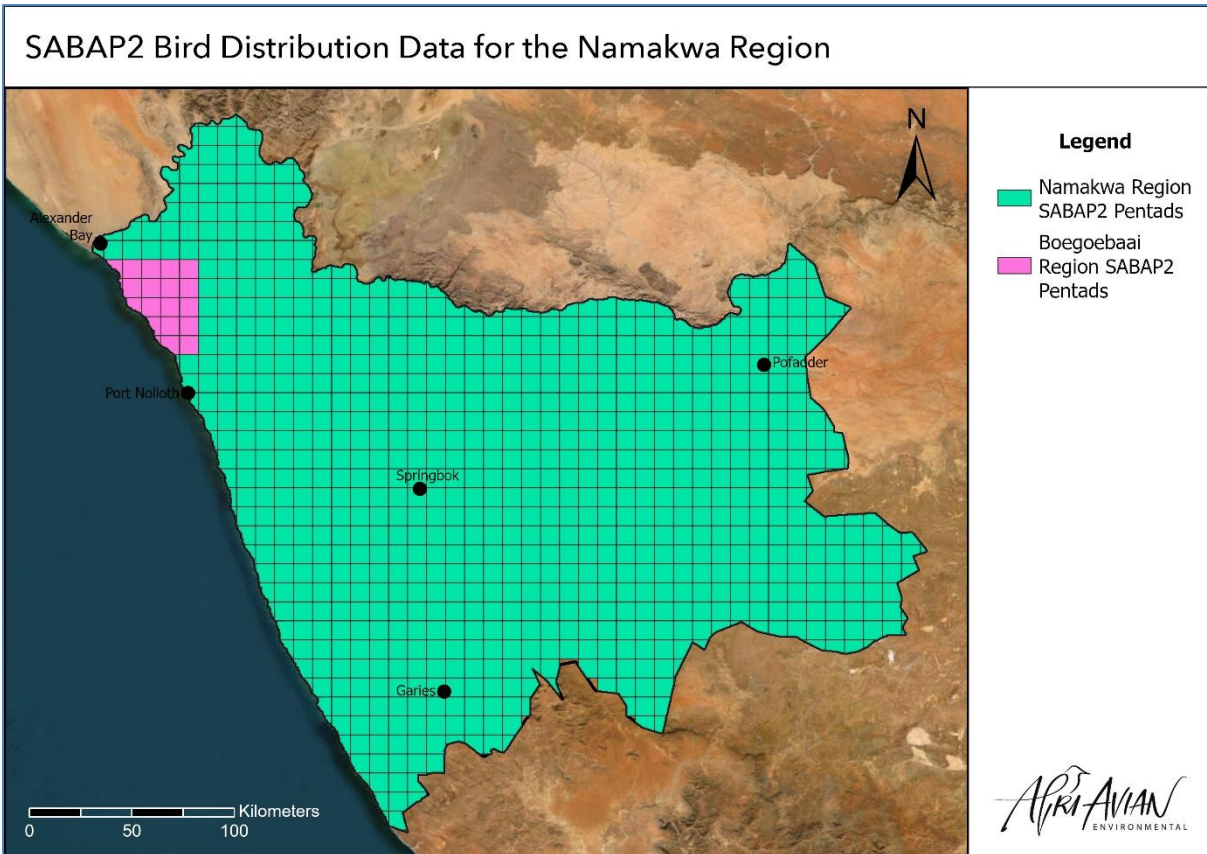 SABAP2 Bird Distribution Data for the Namakwa Region
N
Alexander
Bay
Port Nolloth
Pofadder
Springbok
Garies
Kilometers
0 50 100
Legend
Namakwa Region
SABAP2 Pentads
Boegoebaai
Region SABAP2
Pentads
AFRIAVIAN
ENVIRONMENTAL